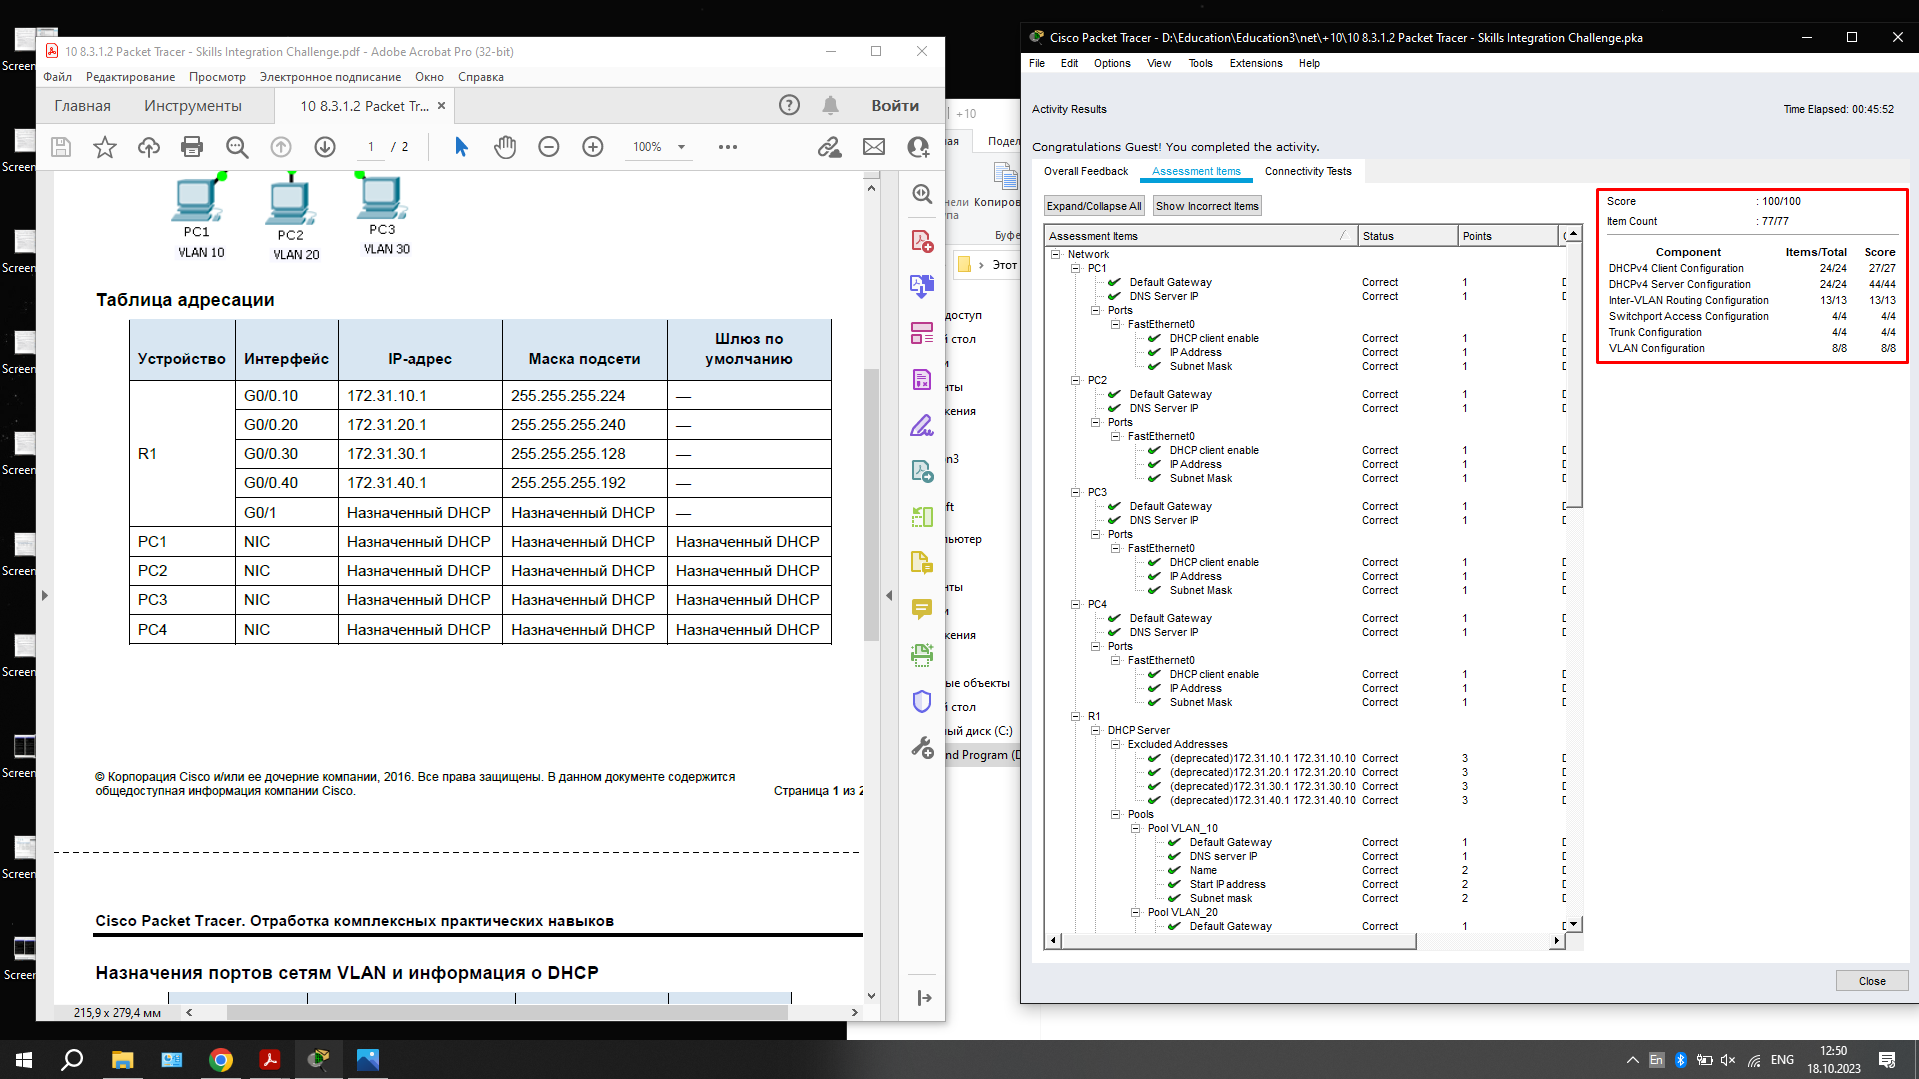 10 8.3.1.2 Packet Tracer - Skills Integration Challenge.pdf - Adobe Acrobat Pro (32-bit)
Файл Редактирование Просмотр Электронное подписание Окно Справка
Главная Инструменты 10 8.3.1.2 Packet Tr... × Войти
1 / 2 100%
PC1
VLAN 10
PC2
VLAN 20
PC3
VLAN 30
Таблица адресации
Устройство Интерфейс IP-адрес Маска подсети Шлюз по умолчанию
R1
G0/0.10 172.31.10.1 255.255.255.224 —
G0/0.20 172.31.20.1 255.255.255.240 —
G0/0.30 172.31.30.1 255.255.255.128 —
G0/0.40 172.31.40.1 255.255.255.192 —
G0/1 Назначенный DHCP Назначенный DHCP —
PC1 NIC Назначенный DHCP Назначенный DHCP Назначенный DHCP
PC2 NIC Назначенный DHCP Назначенный DHCP Назначенный DHCP
PC3 NIC Назначенный DHCP Назначенный DHCP Назначенный DHCP
PC4 NIC Назначенный DHCP Назначенный DHCP Назначенный DHCP
© Корпорация Cisco и/или ее дочерние компании, 2016. Все права защищены. В данном документе содержится
общедоступная информация компании Cisco. Страница 1 из 2
Cisco Packet Tracer. Отработка комплексных практических навыков
Назначения портов сетям VLAN и информация о DHCP
215,9 x 279,4 мм
Screen
Screen
Screen
Screen
Screen
Screen
Screen
Screen
Screen
Screen
+10
Подел
Копиров
Буфе
Этот
доступ
й стол
нты
жения
on3
ft
пьютер
нты
жения
ые объекты
й стол
ный диск (C:)
nd Program (D
Cisco Packet Tracer - D:\Education\Education3\net\+10\10 8.3.1.2 Packet Tracer - Skills Integration Challenge.pka
File Edit Options View Tools Extensions Help
Activity Results Time Elapsed: 00:45:52
Congratulations Guest! You completed the activity.
Overall Feedback Assessment Items Connectivity Tests
Expand/Collapse All Show Incorrect Items
Assessment Items Status Points
Network
PC1
Default Gateway Correct 1
DNS Server IP Correct 1
Ports
FastEthernet0
DHCP client enable Correct 1
IP Address Correct 1
Subnet Mask Correct 1
PC2
Default Gateway Correct 1
DNS Server IP Correct 1
Ports
FastEthernet0
DHCP client enable Correct 1
IP Address Correct 1
Subnet Mask Correct 1
PC3
Default Gateway Correct 1
DNS Server IP Correct 1
Ports
FastEthernet0
DHCP client enable Correct 1
IP Address Correct 1
Subnet Mask Correct 1
PC4
Default Gateway Correct 1
DNS Server IP Correct 1
Ports
FastEthernet0
DHCP client enable Correct 1
IP Address Correct 1
Subnet Mask Correct 1
R1
DHCP Server
Excluded Addresses
(deprecated)172.31.10.1 172.31.10.10 Correct 3
(deprecated)172.31.20.1 172.31.20.10 Correct 3
(deprecated)172.31.30.1 172.31.30.10 Correct 3
(deprecated)172.31.40.1 172.31.40.10 Correct 3
Pools
Pool VLAN_10
Default Gateway Correct 1
DNS server IP Correct 1
Name Correct 2
Start IP address Correct 2
Subnet mask Correct 2
Pool VLAN_20
Default Gateway Correct 1
Score : 100/100
Item Count : 77/77
Component Items/Total Score
DHCPv4 Client Configuration 24/24 27/27
DHCPv4 Server Configuration 24/24 44/44
Inter-VLAN Routing Configuration 13/13 13/13
Switchport Access Configuration 4/4 4/4
Trunk Configuration 4/4 4/4
VLAN Configuration 8/8 8/8
Close
En ENG 12:50
18.10.2023